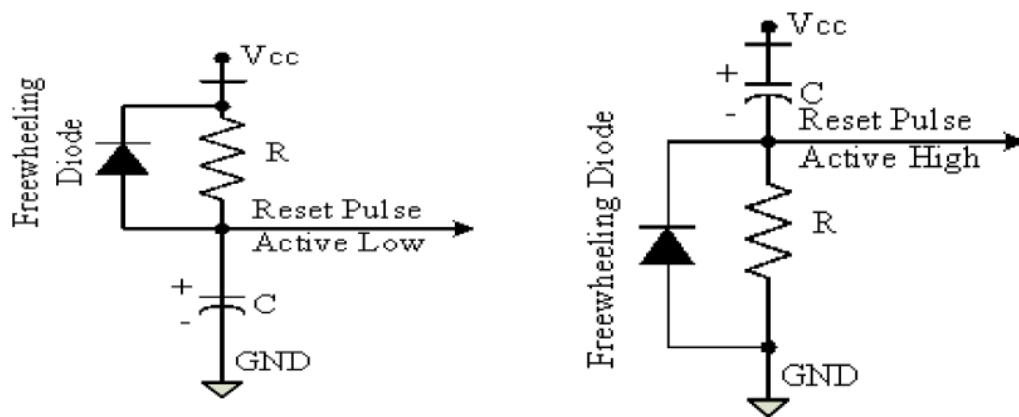 Vcc
Freewheeling
Diode
R
Reset Pulse
Active Low
+
-
C
GND
Vcc
+
-
C
Reset Pulse
Active High
Freewheeling Diode
R
GND